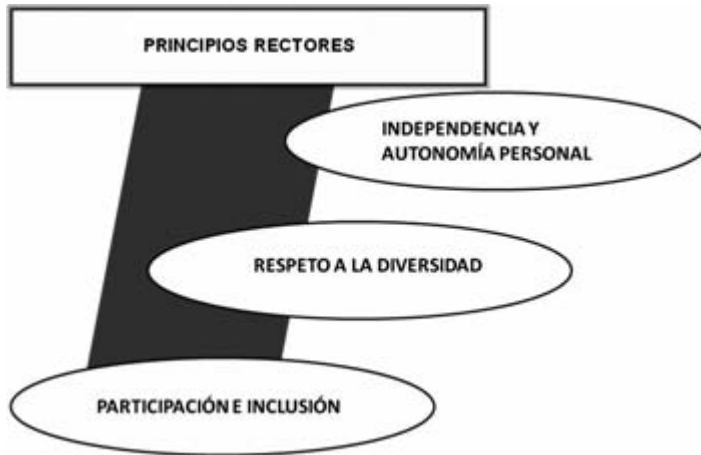 PRINCIPIOS RECTORES
INDEPENDENCIA Y
AUTONOMÍA PERSONAL
RESPETO A LA DIVERSIDAD
PARTICIPACIÓN E INCLUSIÓN